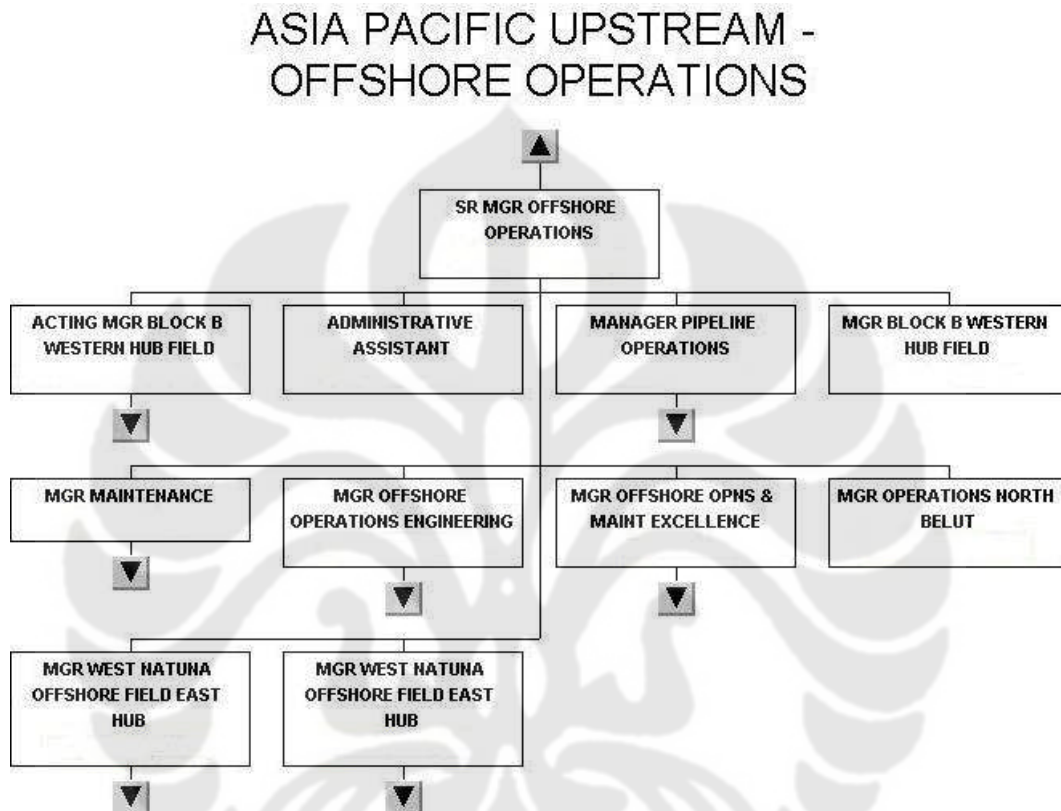 ASIA PACIFIC UPSTREAM -
OFFSHORE OPERATIONS
SR MGR OFFSHORE
OPERATIONS
ACTING MGR BLOCK B
WESTERN HUB FIELD
ADMINISTRATIVE
ASSISTANT
MANAGER PIPELINE
OPERATIONS
MGR BLOCK B WESTERN
HUB FIELD
MGR MAINTENANCE
MGR OFFSHORE
OPERATIONS ENGINEERING
MGR OFFSHORE OPNS &
MAINT EXCELLENCE
MGR OPERATIONS NORTH
BELUT
MGR WEST NATUNA
OFFSHORE FIELD EAST
HUB
MGR WEST NATUNA
OFFSHORE FIELD EAST
HUB